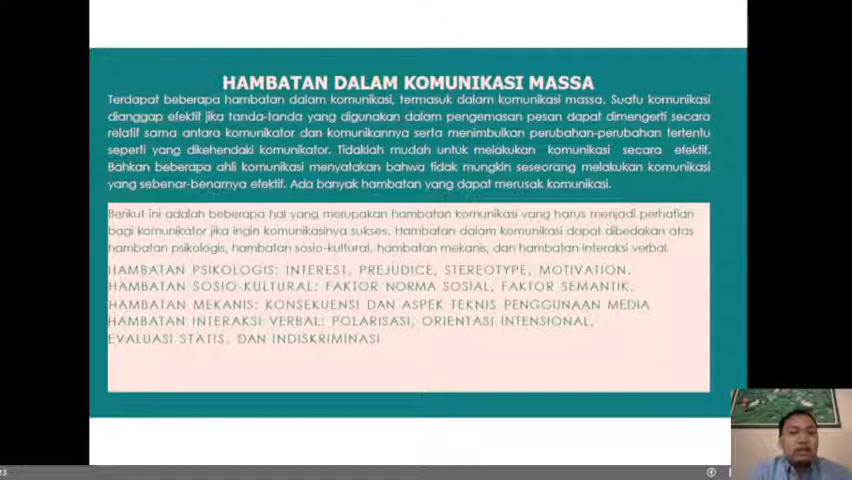 HAMBATAN DALAM KOMUNIKASI MASSA
Terdapat beberapa hambatan dalam komunikasi, termasuk dalam komunikasi massa. Suatu komunikasi
dianggap efektif jika tanda-tanda yang digunakan dalam pengemasan pesan dapat dimengerti secara
relatif sama antara komunikator dan komunikannya serta menimbulkan perubahan-perubahan tertentu
seperti yang dikehendaki komunikator. Tidaklah mudah untuk melakukan komunikasi secara efektif.
Bahkan beberapa ahli komunikasi menyatakan bahwa tidak mungkin seseorang melakukan komunikasi
yang sebenar-benarnya efektif. Ada banyak hambatan yang dapat merusak komunikasi.
Berikut ini adalah beberapa hal yang merupakan hambatan komunikasi yang harus menjadi perhatian
bagi komunikator jika ingin komunikasinya sukses. Hambatan dalam komunikasi dapat dibedakan atas
hambatan psikologis, hambatan sosio-kultural, hambatan mekanis, dan hambatan interaksi verbal.
HAMBATAN PSIKOLOGIS: INTEREST, PREJUDICE, STEREOTYPE, MOTIVATION.
HAMBATAN SOSIO-KULTURAL: FAKTOR NORMA SOSIAL, FAKTOR SEMANTIK.
HAMBATAN MEKANIS: KONSEKUENSI DAN ASPEK TEKNIS PENGGUNAAN MEDIA
HAMBATAN INTERAKSI VERBAL: POLARISASI, ORIENTASI INTENSIONAL,
EVALUASI STATIS, DAN INDISKRIMINASI